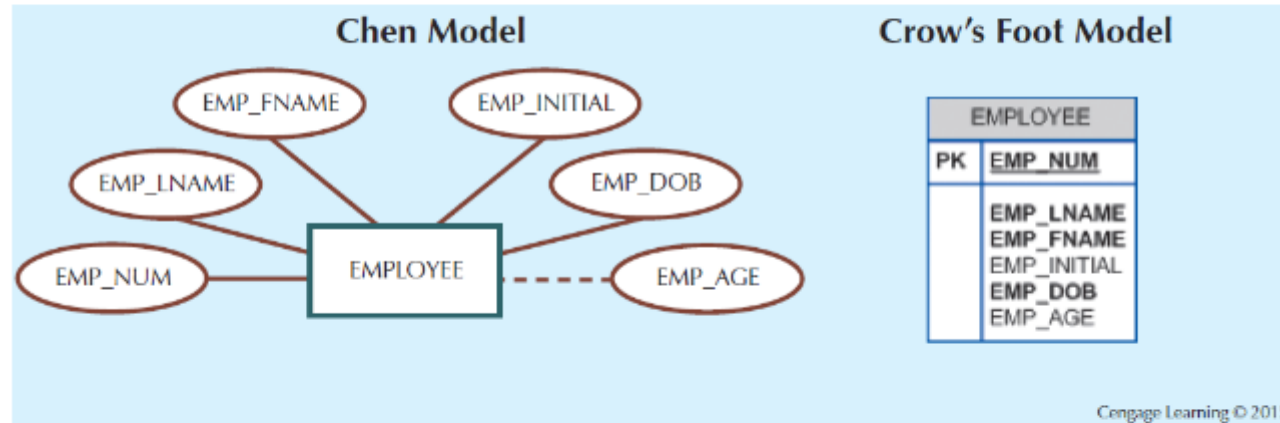 Chen Model
EMP_FNAME
EMP_INITIAL
EMP_LNAME
EMP_DOB
EMP_NUM
EMPLOYEE
EMP_AGE
Crow's Foot Model
EMPLOYEE
PK EMP_NUM
EMP_LNAME
EMP_FNAME
EMP_INITIAL
EMP_DOB
EMP_AGE
Cengage Learning © 201